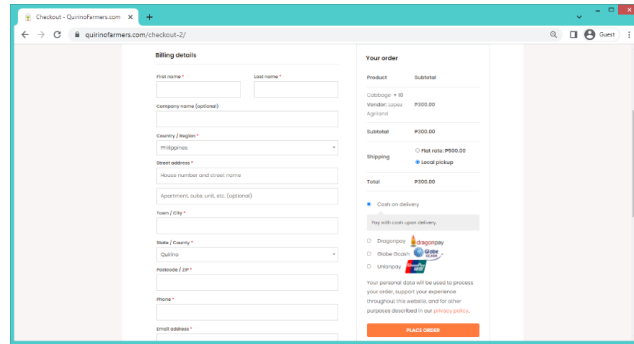 Checkout - QuirinoFarmers.com
quirinofarmers.com/checkout-2/
Guest
Billing details
First name *
Last name *
Company name (optional)
Country / Region *
Philippines
Street address *
House number and street name
Apartment, suite, unit, etc. (optional)
Town / City *
State / County *
Quirino
Postcode / ZIP *
Phone *
Email address *
Your order
Product Subtotal
Cabbage × 10
Vendor:
Agriland
₱300.00
Subtotal ₱300.00
Shipping
Flat rate: ₱500.00
Local pickup
Total ₱300.00
Cash on delivery
Pay with cash upon delivery.
Dragonpay dragonpay
Globe Gcash Globe
GCASH
Unionpay
Your personal data will be used to process
your order, support your experience
throughout this website, and for other
purposes described in our privacy policy.
PLACE ORDER